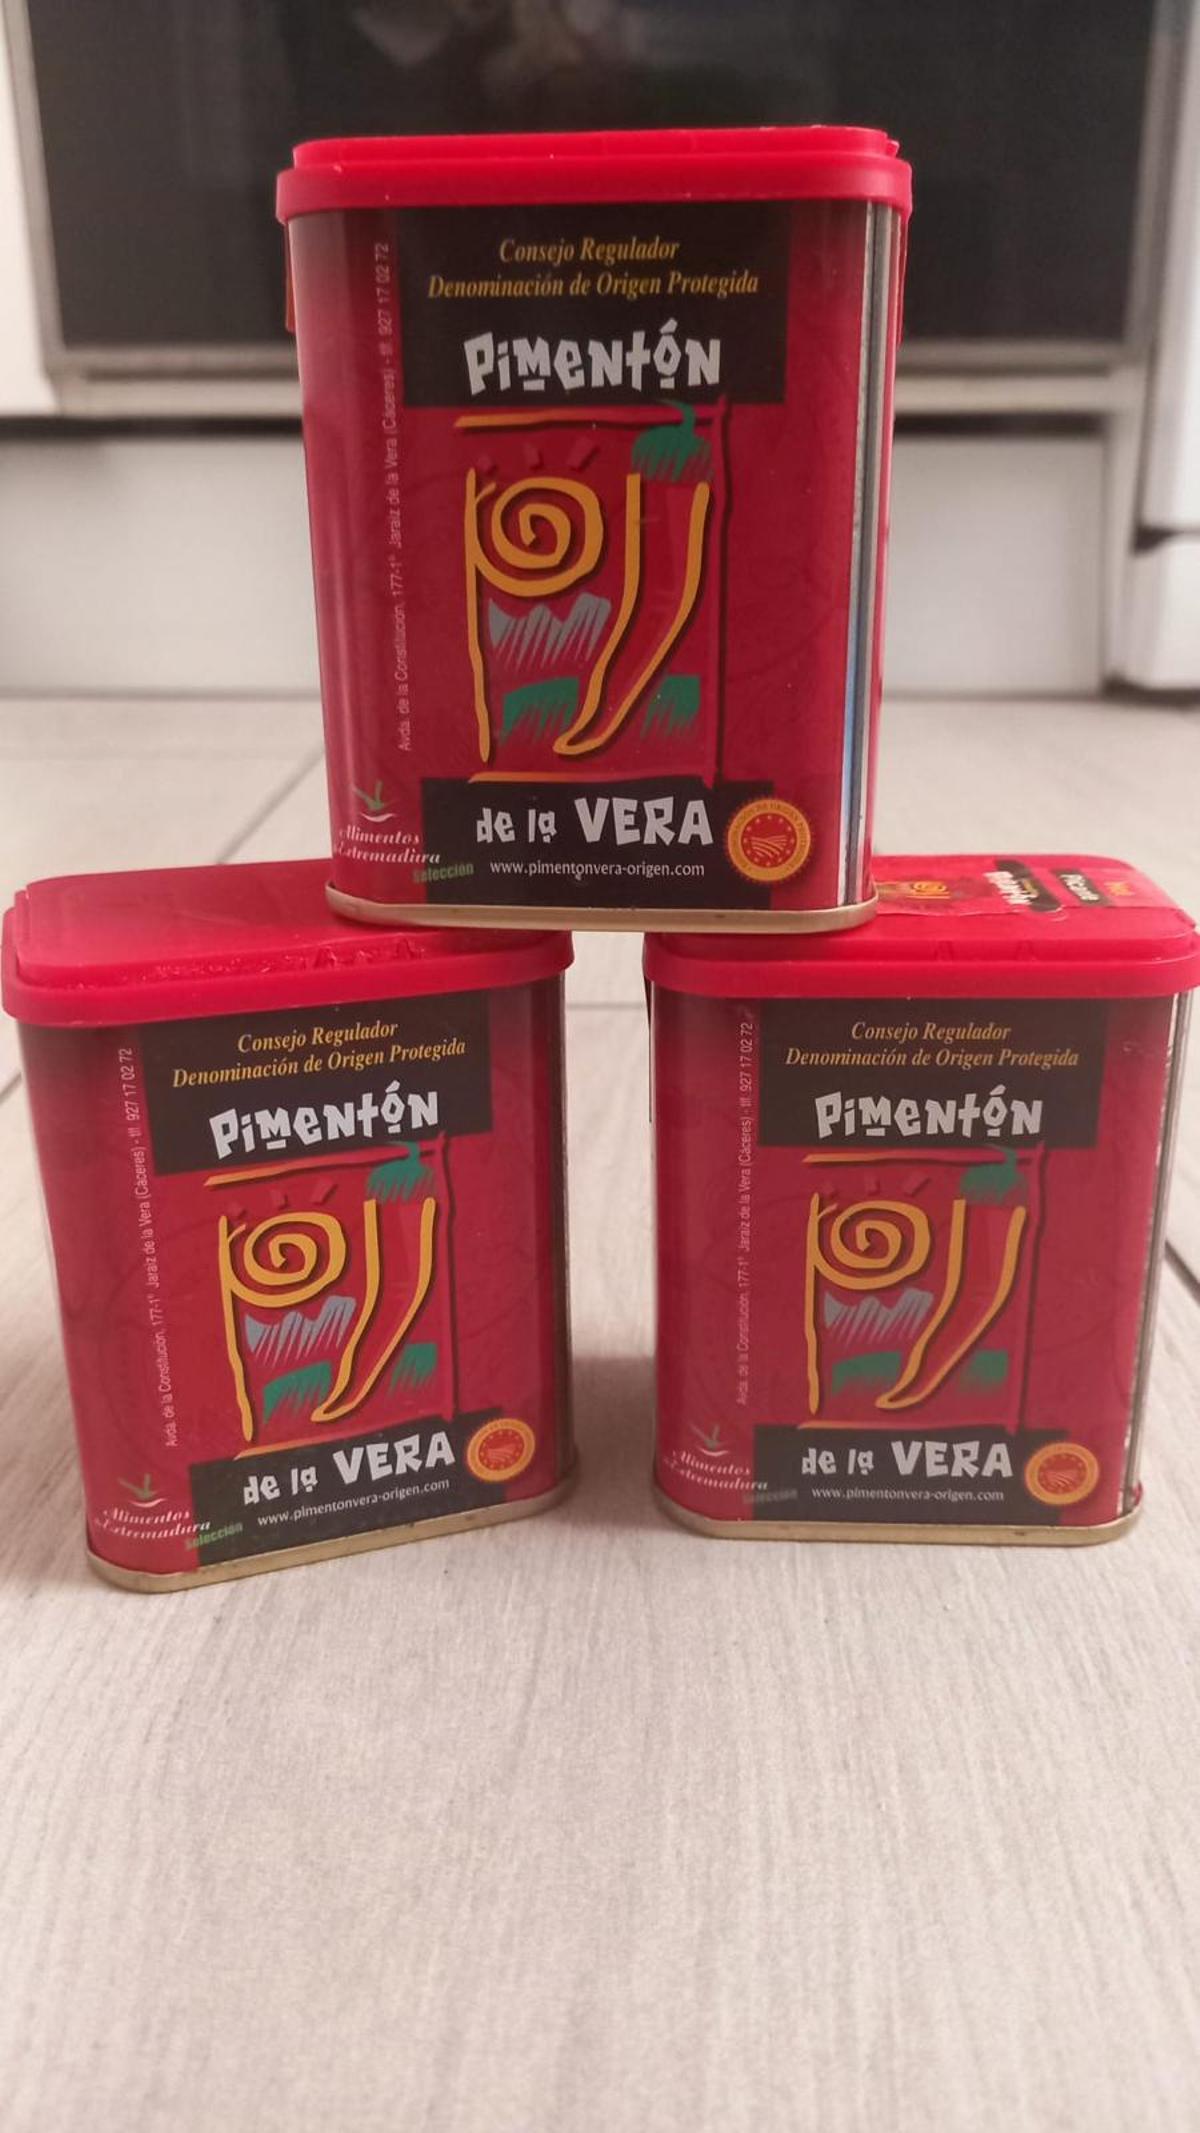 Consejo Regulador
Denominación de Origen Protegida
Pimentón
Avda. de la Constitución, 177-1º Jaraíz de la Vera (Cáceres) - tlf. 927 17 02 72
de la VERA
www.pimentonvera-origen.com
Alimentos
Extremadura
Selección
Picante
Consejo Regulador
Denominación de Origen Protegida
Pimentón
Avda. de la Constitución, 177-1º Jaraíz de la Vera (Cáceres) - tlf. 927 17 02 72
de la VERA
www.pimentonvera-origen.com
Alimentos
Extremadura
Selección
Consejo Regulador
Denominación de Origen Protegida
Pimentón
Avda. de la Constitución, 177-1º Jaraíz de la Vera (Cáceres) - tlf. 927 17 02 72
de la VERA
www.pimentonvera-origen.com
Alimentos
Extremadura
Selección